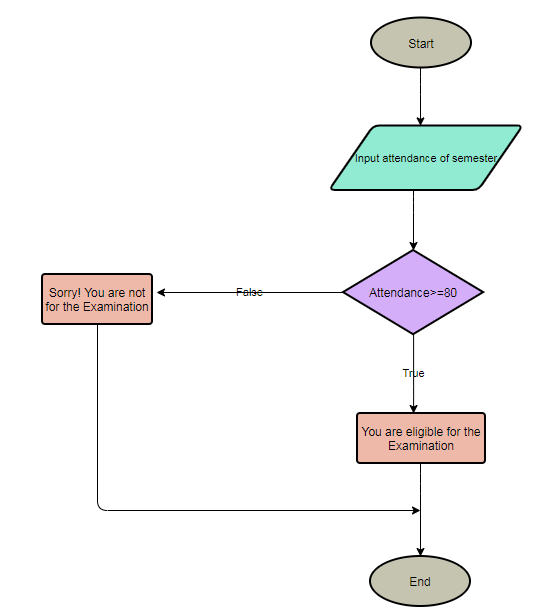 Start
Input attendance of semester
Attendance>=80
False
Sorry! You are not
for the Examination
True
You are eligible for the
Examination
End